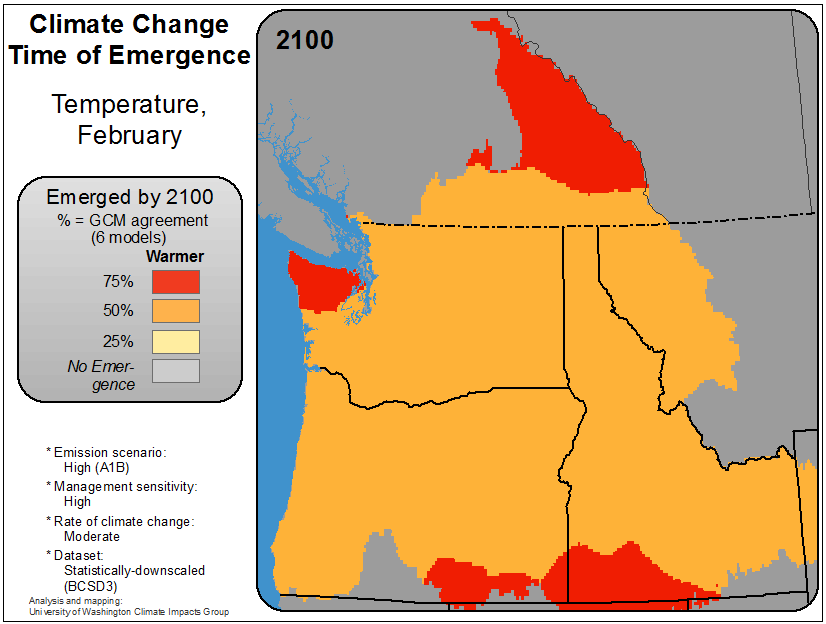 Climate Change
Time of Emergence
Temperature,
February
Emerged by 2100
% = GCM agreement
(6 models)
Warmer
75%
50%
25%
No Emer-
gence
* Emission scenario:
High (A1B)
* Management sensitivity:
High
* Rate of climate change:
Moderate
* Dataset:
Statistically-downscaled
(BCSD3)
Analysis and mapping:
University of Washington Climate Impacts Group
2100